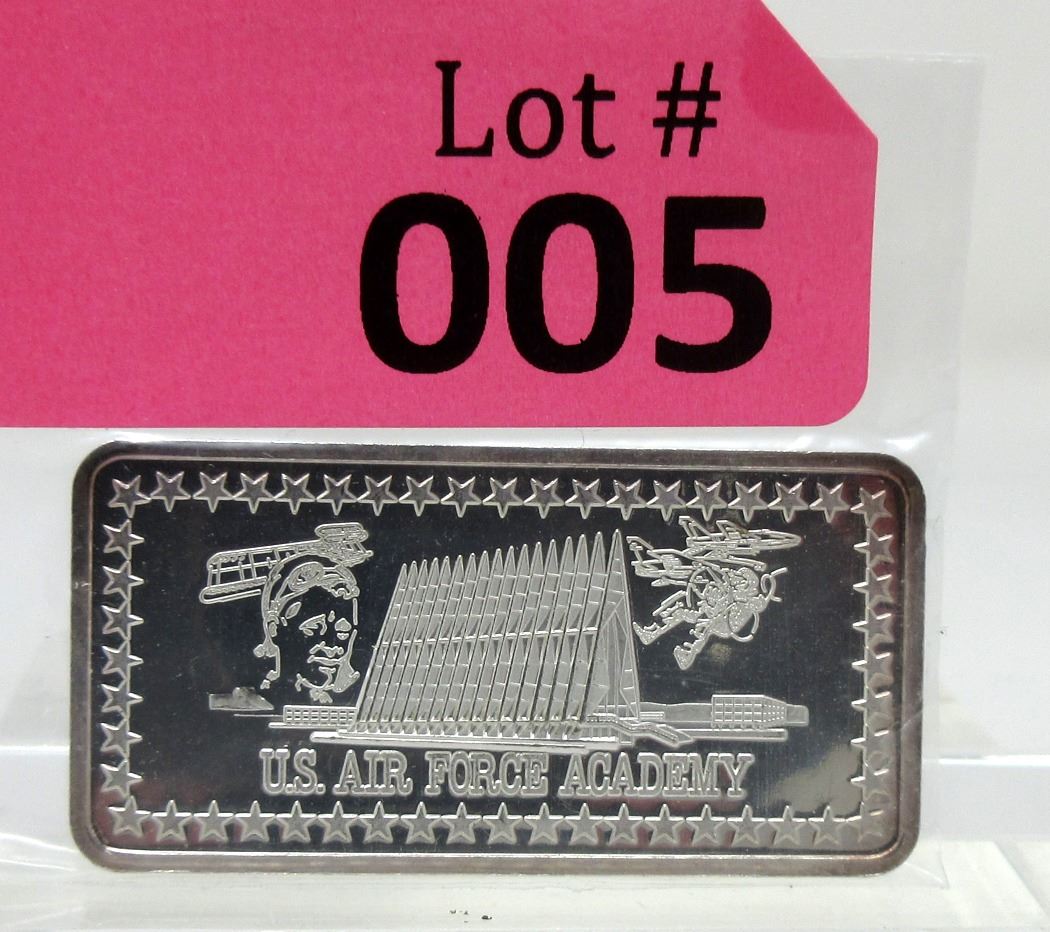 Lot #
005
U.S. AIR FORCE ACADEMY